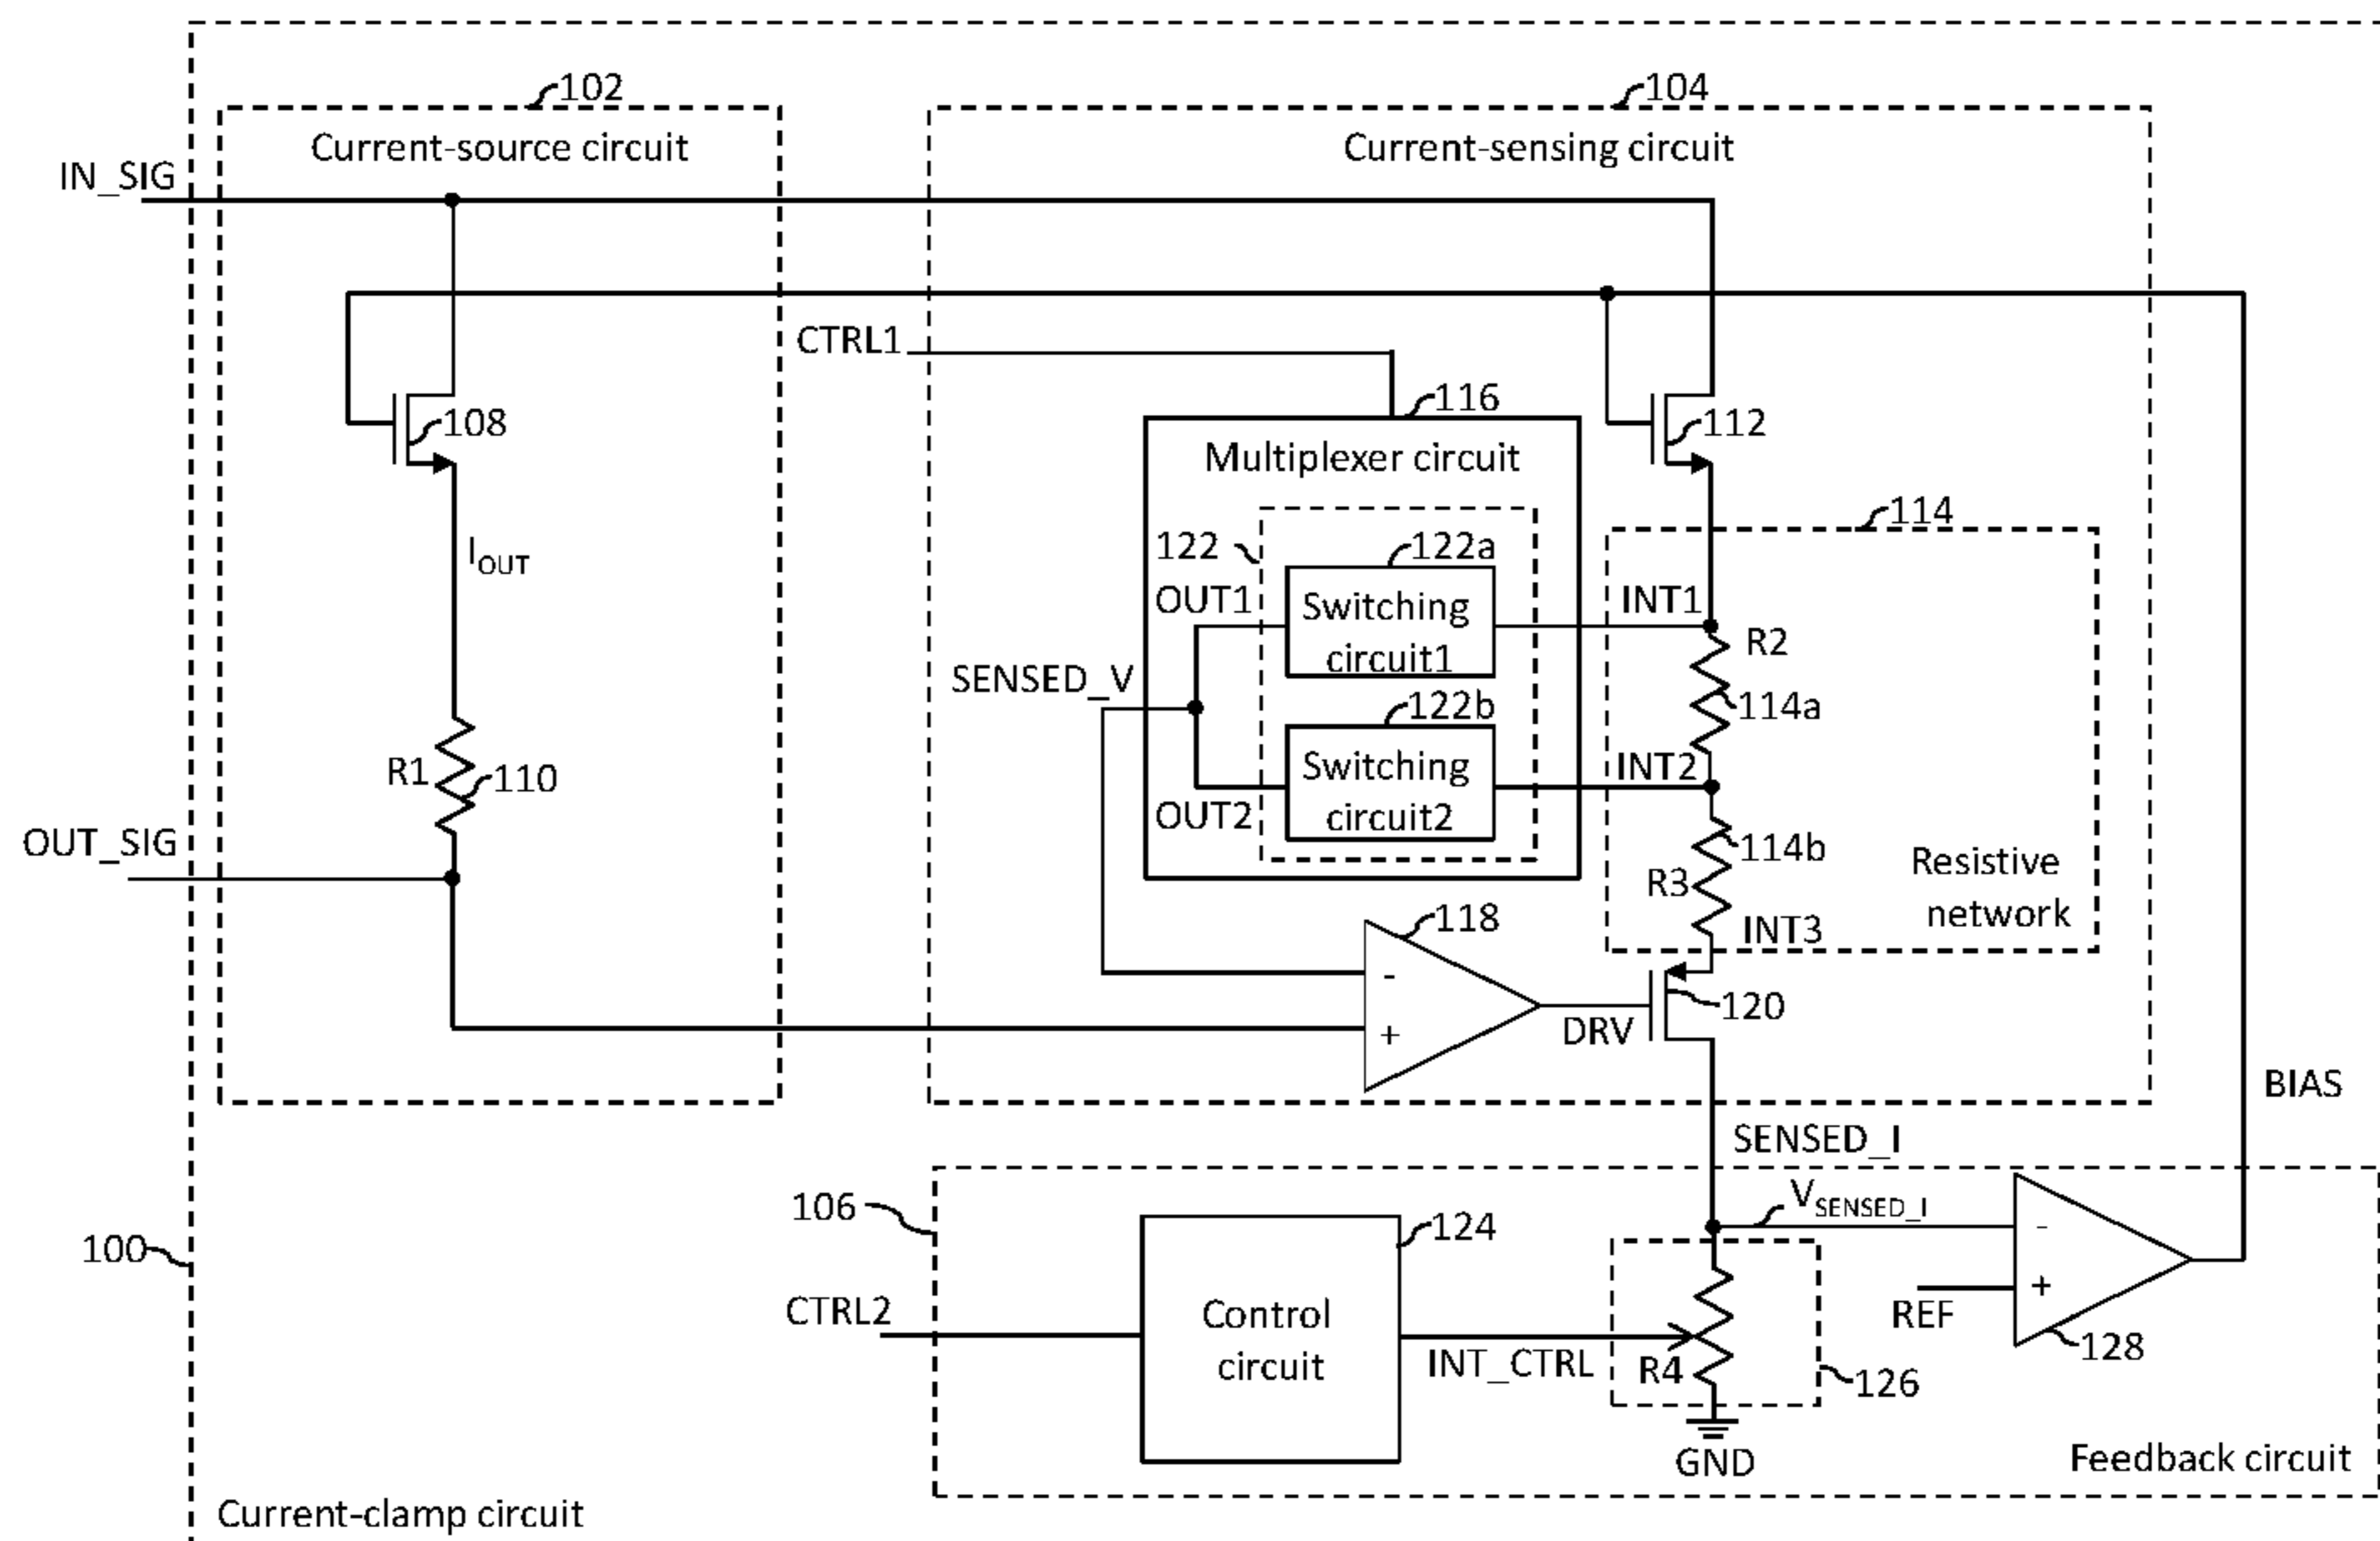 102
104
Current-source circuit
Current-sensing circuit
IN_SIG
CTRL1
116
108
112
Multiplexer circuit
114
122
122a
I_OUT
OUT1
Switching
circuit1
INT1
R2
SENSED_V
122b
114a
R1
110
Switching
circuit2
INT2
OUT2
OUT_SIG
114b
R3
Resistive
network
118
INT3
-
+
DRV
120
BIAS
SENSED_I
106
V_SENSED_I
124
-
100
CTRL2
Control
circuit
INT_CTRL
R4
REF
+
128
126
GND
Feedback circuit
Current-clamp circuit